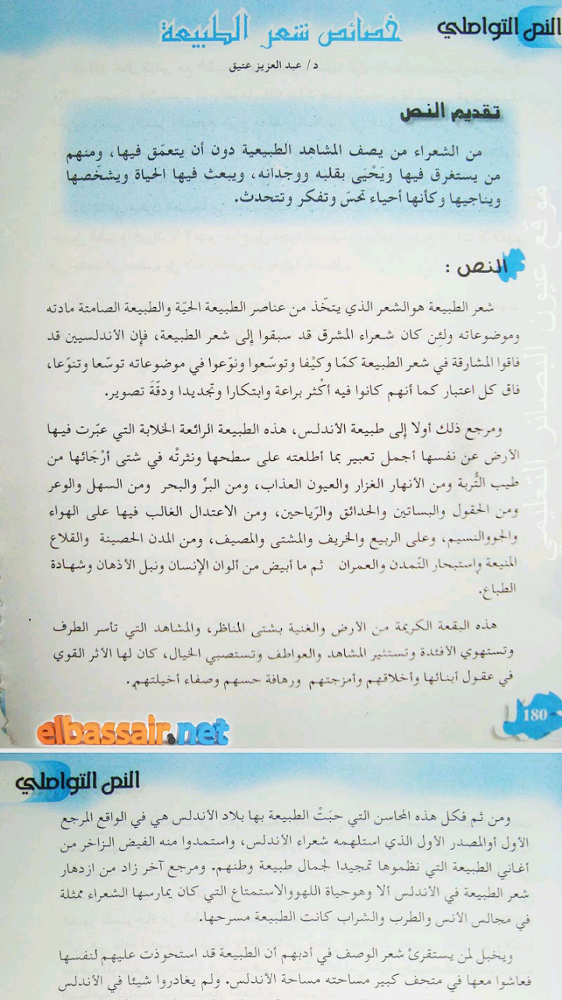 النص التواصلي
خصائص شعر الطبيعة
د/ عبد العزيز عتيق
تقديم النص
من الشعراء من يصف المشاهد الطبيعية دون أن يتعمّق فيها، ومنهم
من يستغرق فيها ويَحْيَى بقلبه ووجدانه، ويبعث فيها الحياة ويشخّصها
ويناجيها وكأنها أحياء تحسّ وتفكر وتتحدث.
النص :
شعر الطبيعة هوالشعر الذي يتخّذ من عناصر الطبيعة الحيّة والطبيعة الصامتة مادته
وموضوعاته ولئِن كان شعراء المشرق قد سبقوا إلى شعر الطبيعة، فإن الأندلسيين قد
فاقوا المشارقة في شعر الطبيعة كمّا وكيْفا وتوسّعوا ونوّعوا في موضوعاته توسّعا وتنوّعا،
فاق كل اعتبار كما أنهم كانوا فيه أكْثر براعة وابتكارا وتجديدا ودقّةَ تصوير.
ومرجع ذلك أولا إلى طبيعة الأندلس، هذه الطبيعة الرائعة الخلابة التي عبّرت فيها
الأرض عن نفسها أجمل تعبير بما أطلعته على سطحها ونثرتْه في شتى أرْجَائها من
طيب التُّربة ومن الأنهار الغزار والعيون العذاب، ومن البرِّ والبحر ومن السهل والوعر
ومن الحقول والبساتين والحدائق والرّياحين، ومن الاعتدال الغالب فيها على الهواء
والجووالنسيم، وعلى الربيع والخريف والمشتى والمصيف، ومن المدن الحصينة والقلاع
المنيعة وإستبحار التّمدن والعمران ثم ما أبيض من ألوان الإنسان ونبل الأذهان وشهادة
الطباع.
هذه البقعة الكريمة من الأرض والغنية بشتى المناظر، والمشاهد التي تأسر الطرف
وتستهوي الأفئدة وتستثير المشاهد والعواطف وتستصبي الخيال، كان لها الأثر القوي
في عقول أبنائها وأخلاقهم وأمزجتهم ورهافة حسهم وصفاء أخيلتهم.
180
elbassair.net
موقع عيون البصائر التعليمي
النص التواصلي
ومن ثم فكل هذه المحاسن التي حبَتْ الطبيعة بها بلاد الأندلس هي في الواقع المرجع
الأول أوالمصدر الأول الذي استلهمه شعراء الأندلس، واستمدوا منه الفيض الزاخر من
أغاني الطبيعة التي نظموها تمجيدا لجمال طبيعة وطنهم. ومرجع آخر زاد من ازدهار
شعر الطبيعة في الأندلس ألا وهوحياة اللهووالاستمتاع التي كان يمارسها الشعراء ممثلة
في مجالس الأنس والطرب والشراب كانت الطبيعة مسرحها.
ويخيل لمن يستقرئ شعر الوصف في أدبهم أن الطبيعة قد استحوذت عليهم لنفسها
فعاشوا معها في متحف كبير مساحته مساحة الأندلس. ولم يغادروا شيئا في الأندلس